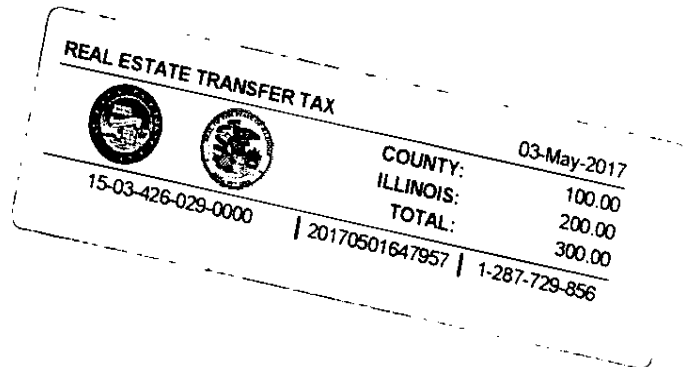 REAL ESTATE TRANSFER TAX 03-May-2017
COUNTY: 100.00
ILLINOIS: 200.00
TOTAL: 300.00
15-03-426-029-0000 | 20170501647957 | 1-287-729-856